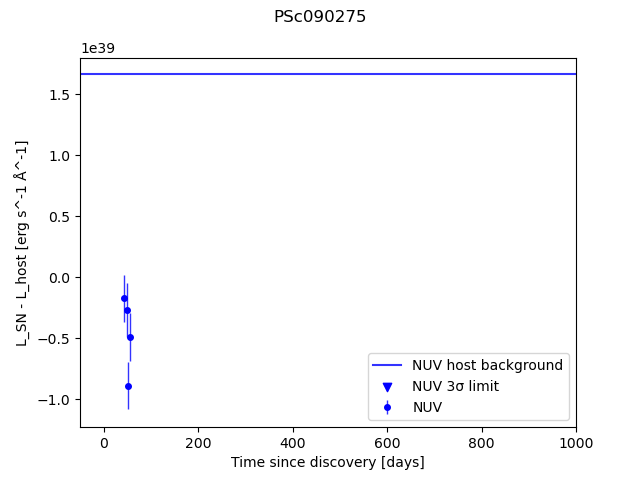 PSc090275
1e39
L_SN - L_host [erg s^-1 Å^-1]
1.5
1.0
0.5
0.0
−0.5
−1.0
0 200 400 600 800 1000
Time since discovery [days]
NUV host background
NUV 3σ limit
NUV